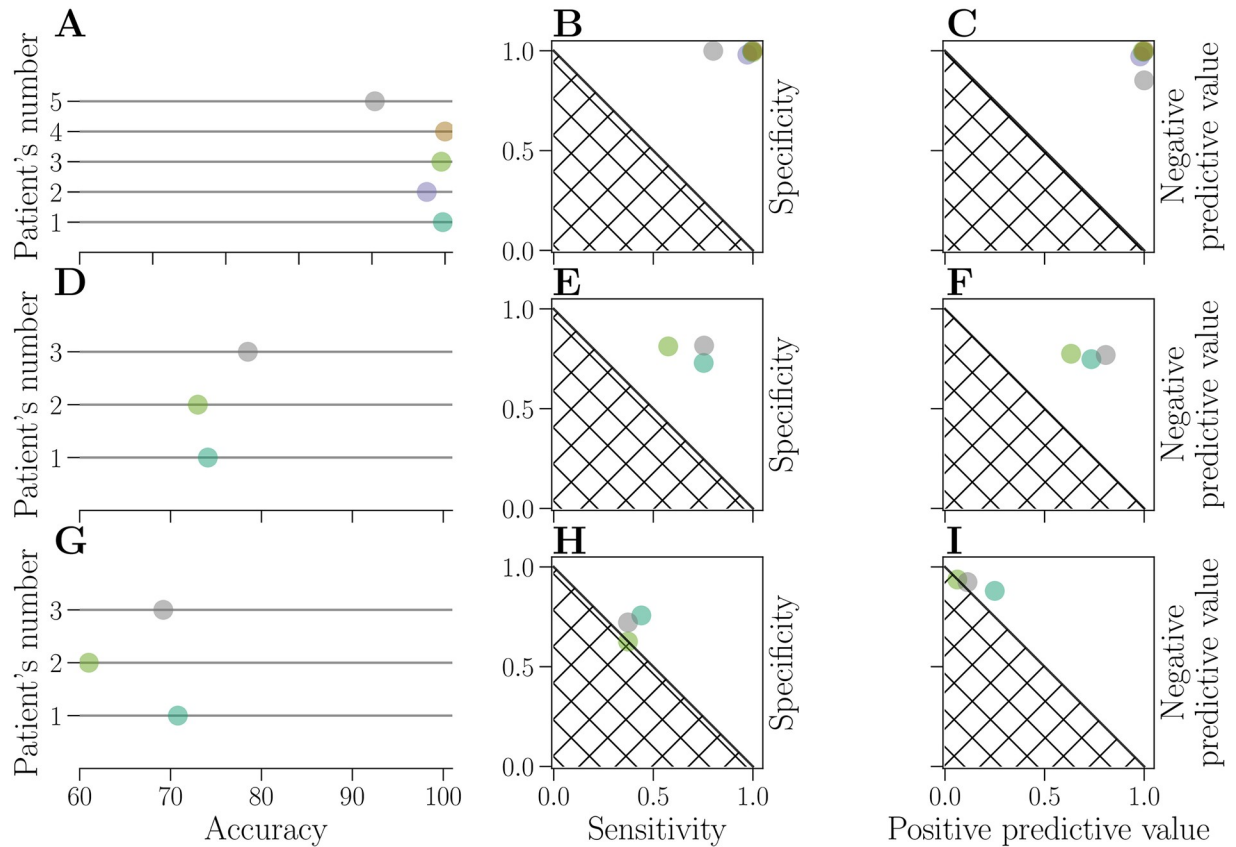 A
B
C
Patient's number
5
4
3
2
1
1.0
0.5
0.0
Specificity
Negative
predictive value
D
E
F
Patient's number
3
2
1
1.0
0.5
0.0
Specificity
Negative
predictive value
G
H
I
Patient's number
3
2
1
1.0
0.5
0.0
Specificity
Negative
predictive value
60 70 80 90 100
0.0 0.5 1.0
0.0 0.5 1.0
Accuracy
Sensitivity
Positive predictive value